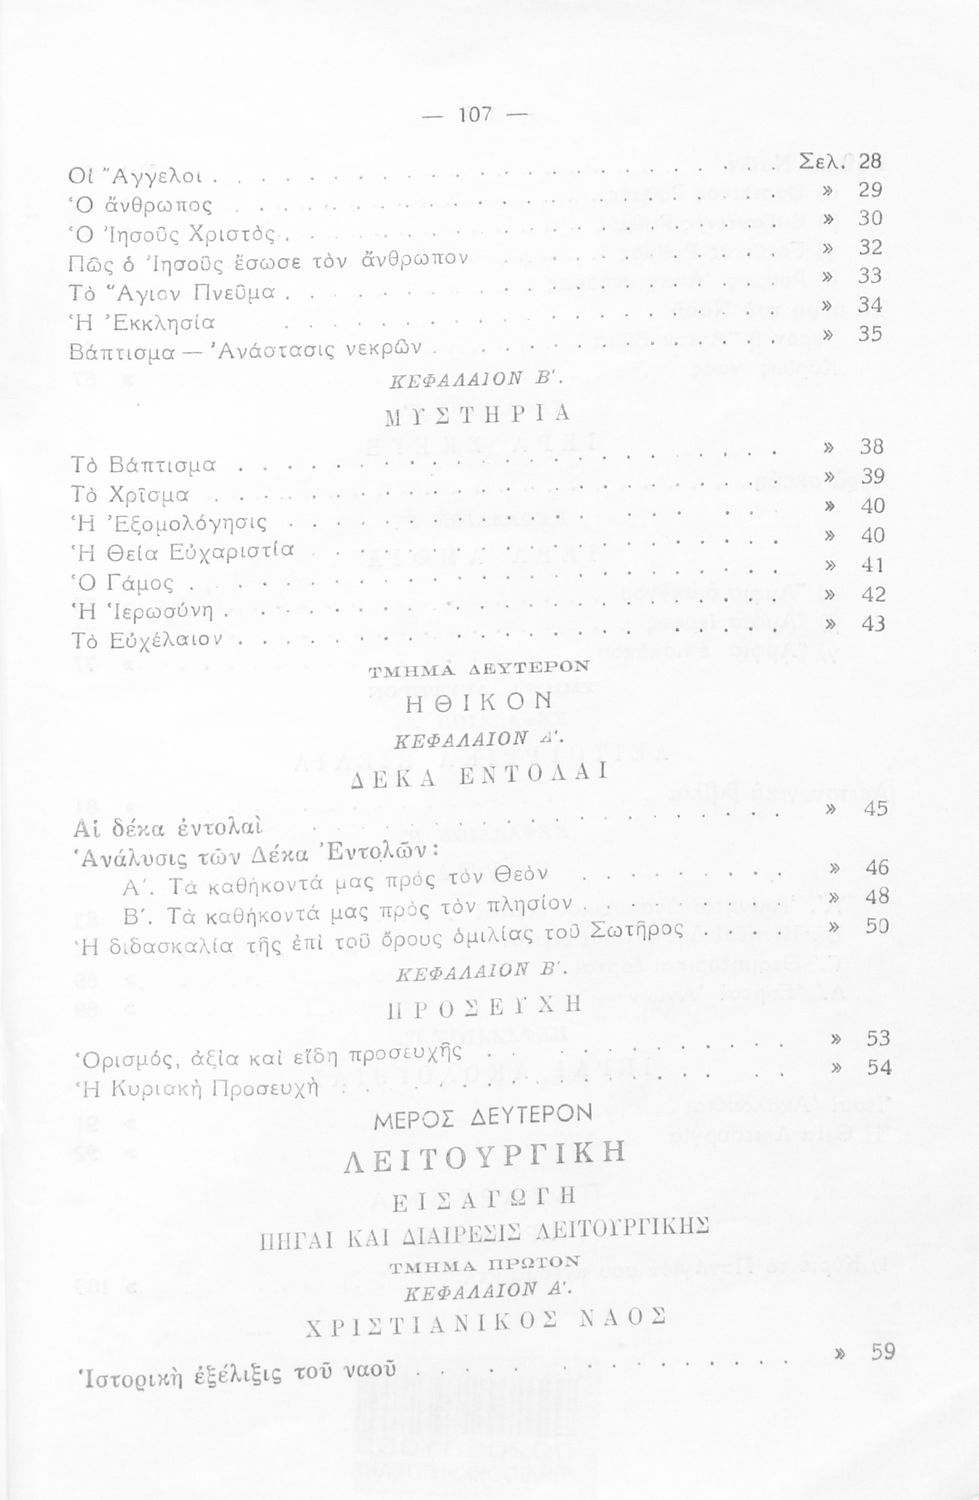 — 107 —
Οἱ Ἄγγελοι . . . . . . . . . . . . . . . . . . . . Σελ. 28
Ὁ ἄνθρωπος . . . . . . . . . . . . . . . . . . . . » 29
Ὁ Ἰησοῦς Χριστὸς . . . . . . . . . . . . . . . . . . » 30
Πῶς ὁ Ἰησοῦς ἔσωσε τὸν ἄνθρωπον . . . . . . . . . . . . » 32
Τὸ Ἅγιον Πνεῦμα . . . . . . . . . . . . . . . . . . » 33
Ἡ Ἐκκλησία . . . . . . . . . . . . . . . . . . » 34
Βάπτισμα — Ἀνάστασις νεκρῶν . . . . . . . . . . . . . » 35
ΚΕΦΑΛΑΙΟΝ Β'.
ΜΥΣΤΗΡΙΑ
Τὸ Βάπτισμα . . . . . . . . . . . . . . . . . . . » 38
Τὸ Χρῖσμα . . . . . . . . . . . . . . . . . . . . » 39
Ἡ Ἐξομολόγησις . . . . . . . . . . . . . . . . . . » 40
Ἡ Θεία Εὐχαριστία . . . . . . . . . . . . . . . . . » 40
Ὁ Γάμος . . . . . . . . . . . . . . . . . . . . . » 41
Ἡ Ἱερωσύνη . . . . . . . . . . . . . . . . . . . . » 42
Τὸ Εὐχέλαιον . . . . . . . . . . . . . . . . . . . » 43
ΤΜΗΜΑ ΔΕΥΤΕΡΟΝ
ΗΘΙΚΟΝ
ΚΕΦΑΛΑΙΟΝ Α'.
ΔΕΚΑ ΕΝΤΟΛΑΙ
Αἱ δέκα ἐντολαὶ . . . . . . . . . . . . . . . . . » 45
Ἀνάλυσις τῶν Δέκα Ἐντολῶν :
Α'. Τὰ καθήκοντά μας πρὸς τὸν Θεὸν . . . . . . . . . » 46
Β'. Τὰ καθήκοντά μας πρὸς τὸν πλησίον . . . . . . . . » 48
Ἡ διδασκαλία τῆς ἐπὶ τοῦ ὄρους ὁμιλίας τοῦ Σωτῆρος . . . . » 50
ΚΕΦΑΛΑΙΟΝ Β'.
ΠΡΟΣΕΥΧΗ
Ὁρισμός, ἀξία καὶ εἴδη προσευχῆς . . . . . . . . . . . » 53
Ἡ Κυριακὴ Προσευχὴ . . . . . . . . . . . . . . . . » 54
ΜΕΡΟΣ ΔΕΥΤΕΡΟΝ
ΛΕΙΤΟΥΡΓΙΚΗ
ΕΙΣΑΓΩΓΗ
ΠΗΓΑΙ ΚΑΙ ΔΙΑΙΡΕΣΙΣ ΛΕΙΤΟΥΡΓΙΚΗΣ
ΤΜΗΜΑ ΠΡΩΤΟΝ
ΚΕΦΑΛΑΙΟΝ Α'.
ΧΡΙΣΤΙΑΝΙΚΟΣ ΝΑΟΣ
Ἱστορικὴ ἐξέλιξις τοῦ ναοῦ . . . . . . . . . . . . . » 59